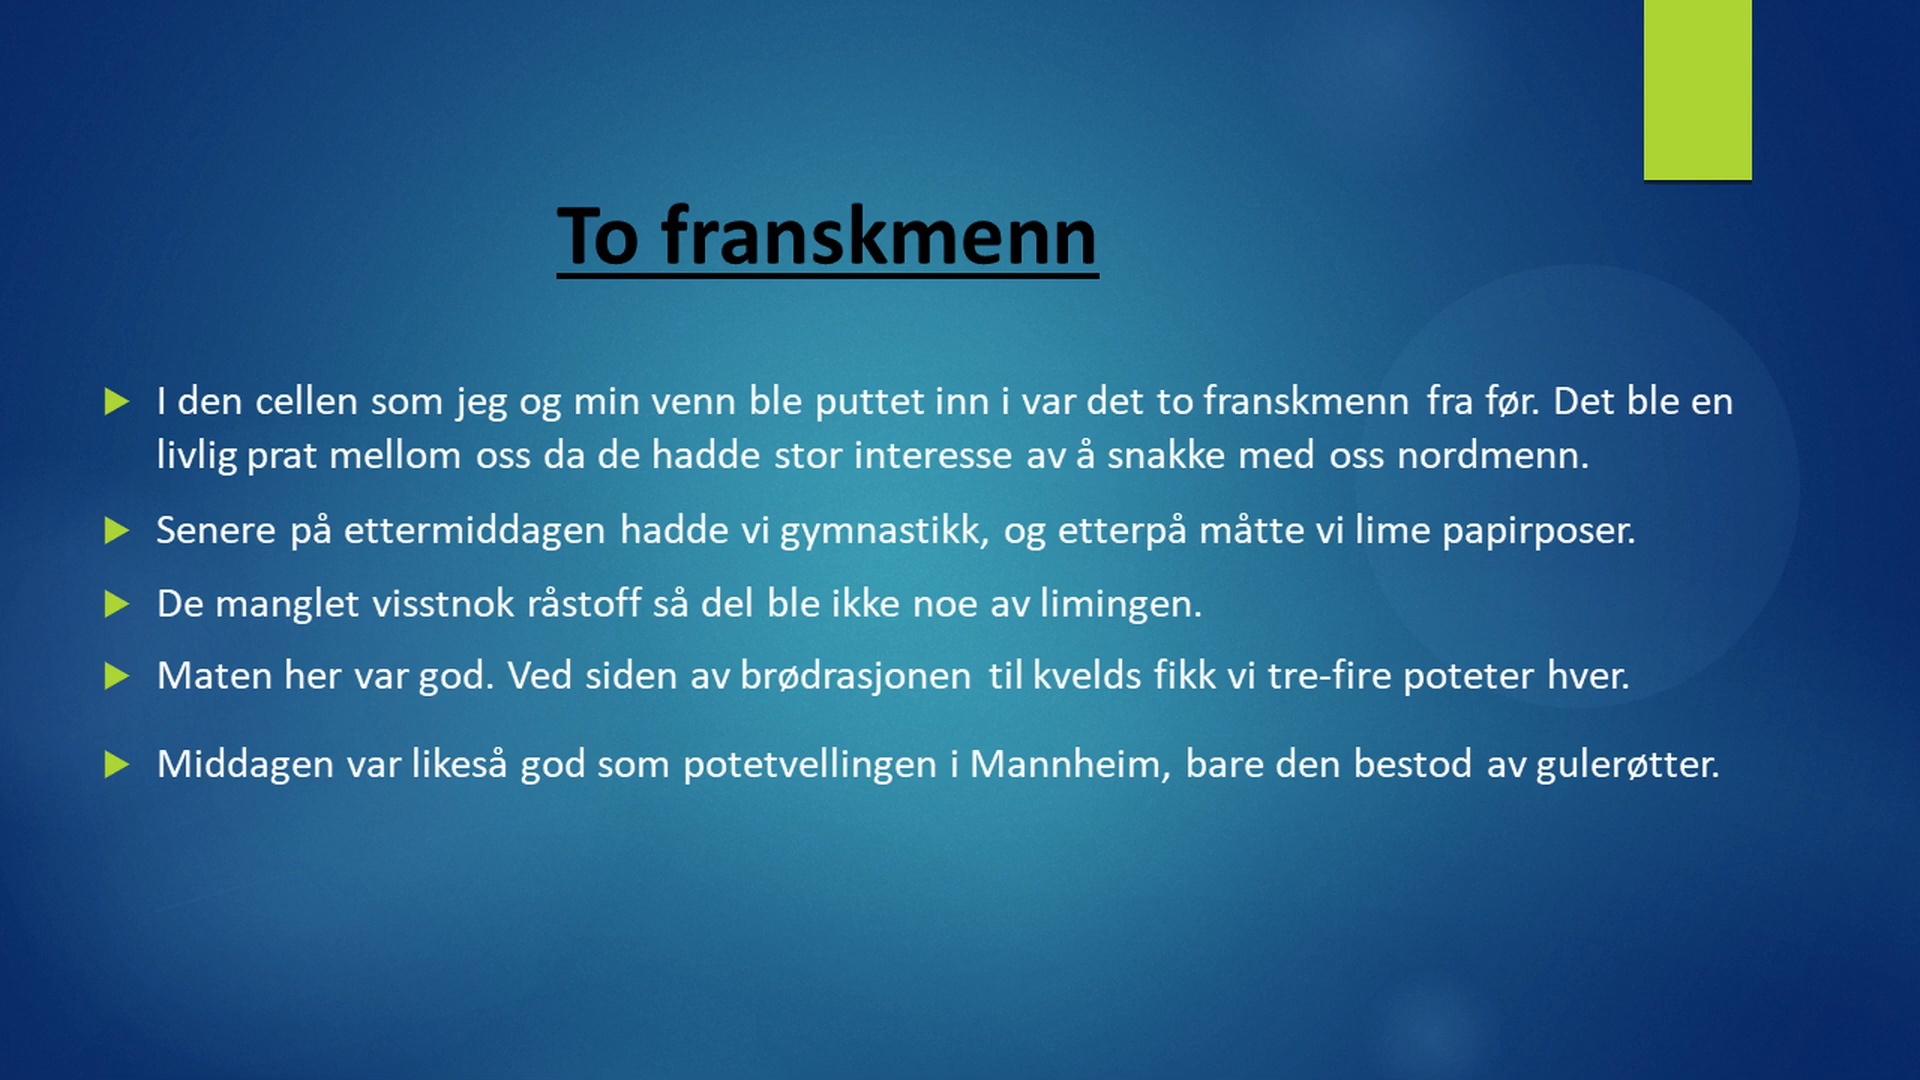 To franskmenn
I den cellen som jeg og min venn ble puttet inn i var det to franskmenn fra før. Det ble en
livlig prat mellom oss da de hadde stor interesse av å snakke med oss nordmenn.
Senere på ettermiddagen hadde vi gymnastikk, og etterpå måtte vi lime papirposer.
De manglet visstnok råstoff så del ble ikke noe av limingen.
Maten her var god. Ved siden av brødrasjonen til kvelds fikk vi tre-fire poteter hver.
Middagen var likeså god som potetvellingen i Mannheim, bare den bestod av gulerøtter.